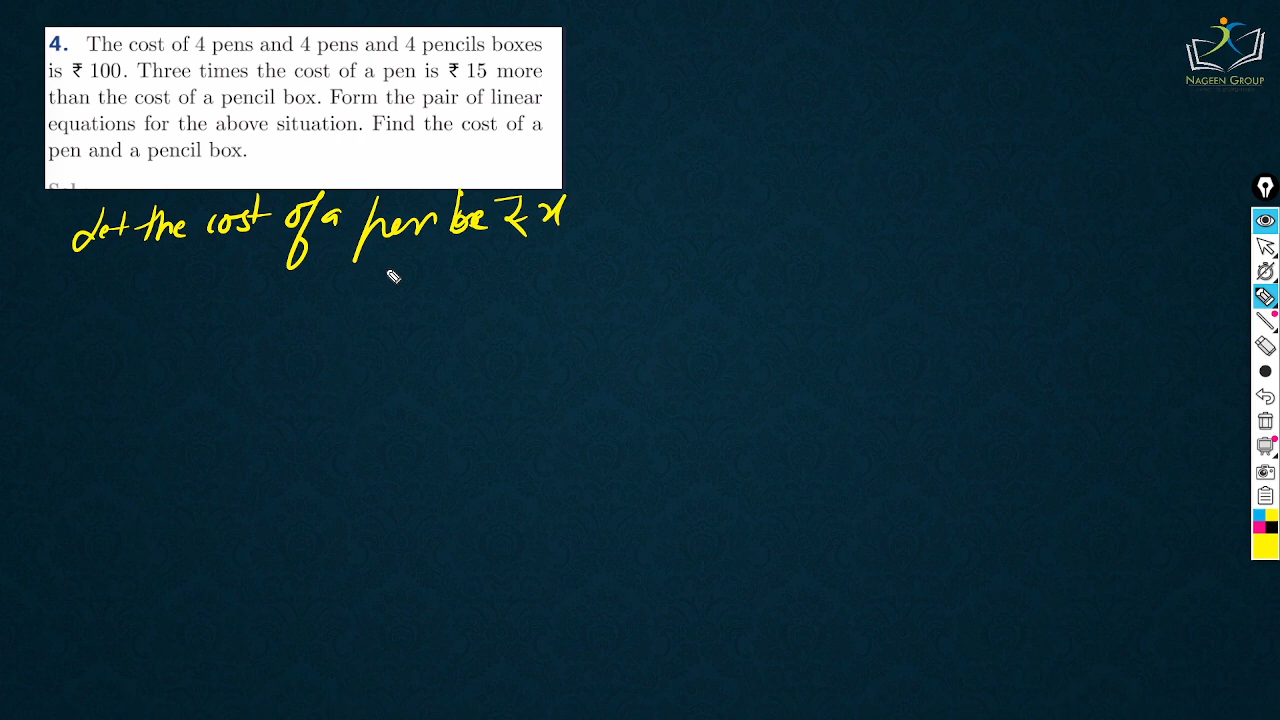 4. The cost of 4 pens and 4 pens and 4 pencils boxes
is ₹ 100. Three times the cost of a pen is ₹ 15 more
than the cost of a pencil box. Form the pair of linear
equations for the above situation. Find the cost of a
pen and a pencil box.
Let the cost of a pen be ₹ x
NAGEEN GROUP